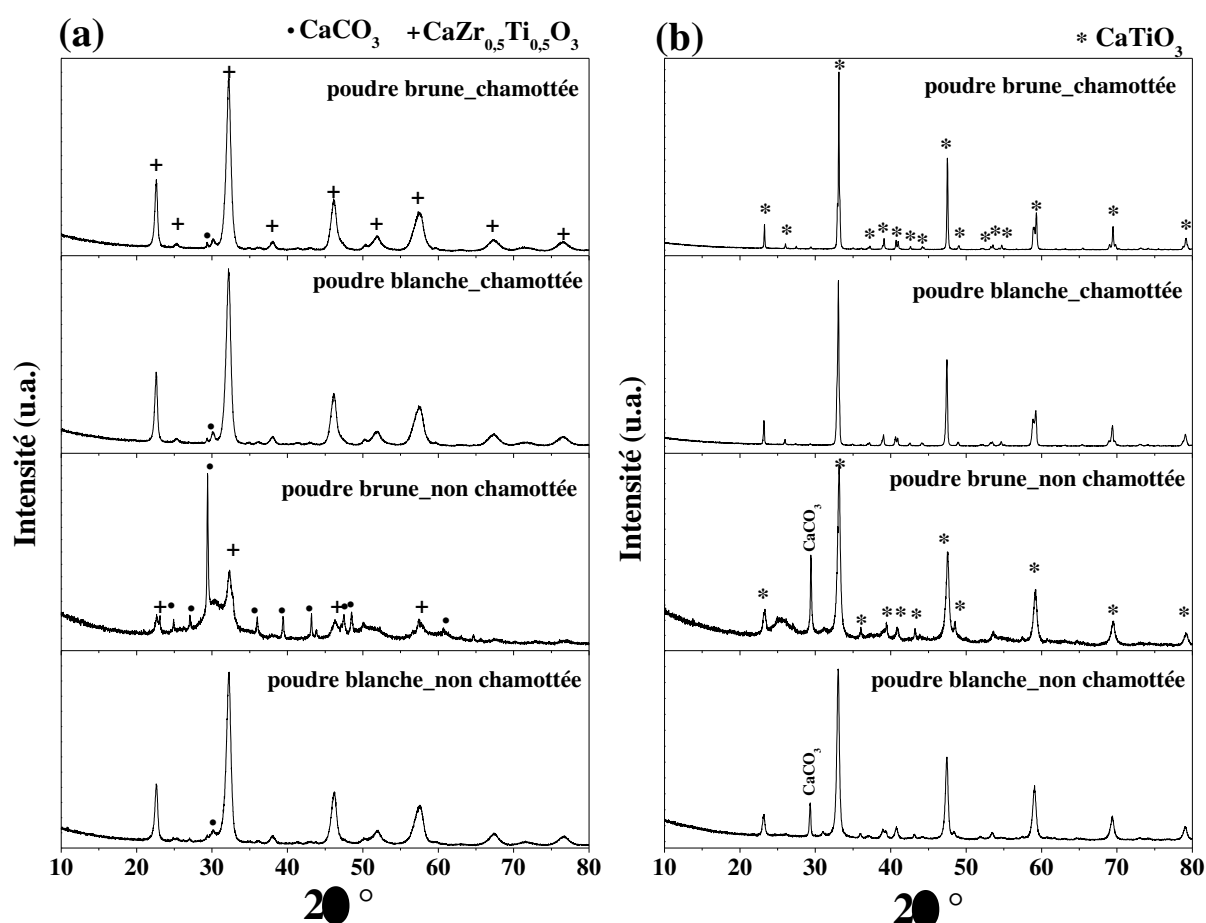 (a) • CaCO₃ +CaZr₀,₅Ti₀,₅O₃
poudre brune_chamottée
poudre blanche_chamottée
poudre brune_non chamottée
poudre blanche_non chamottée
Intensité (u.a.)
10 20 30 40 50 60 70 80
2 °
(b) * CaTiO₃
poudre brune_chamottée
poudre blanche_chamottée
poudre brune_non chamottée
CaCO₃
poudre blanche_non chamottée
CaCO₃
Intensité (u.a.)
10 20 30 40 50 60 70 80
2 °